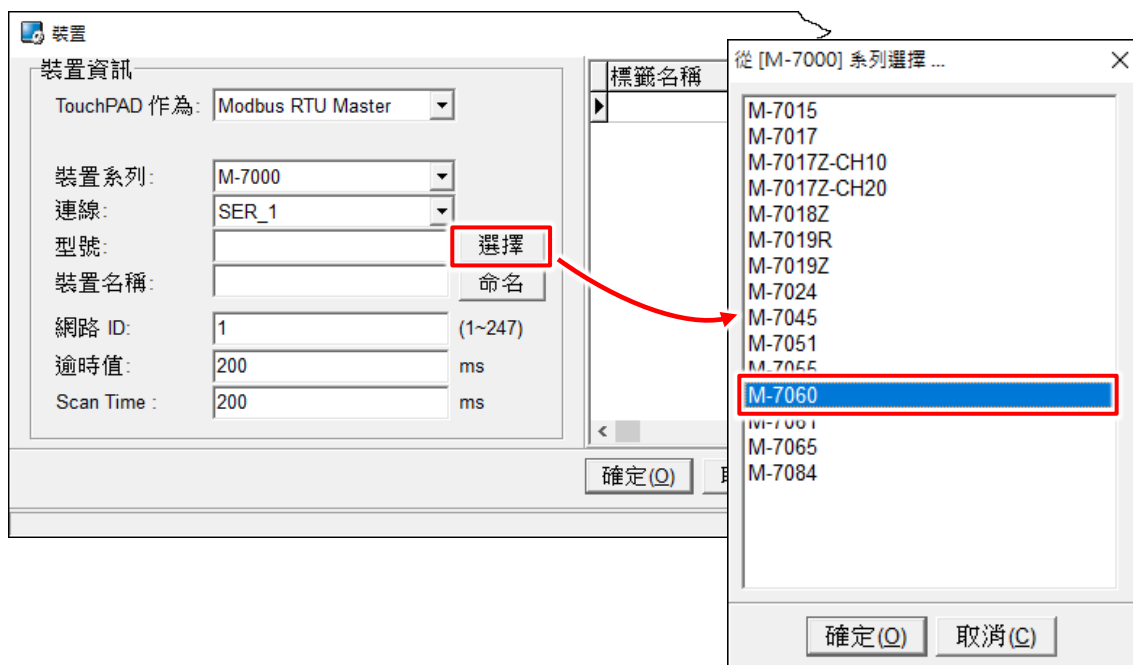 裝置
裝置資訊
TouchPAD 作為: Modbus RTU Master
裝置系列: M-7000
連線: SER_1
型號: 選擇
裝置名稱: 命名
網路 ID: 1 (1~247)
逾時值: 200 ms
Scan Time : 200 ms
標籤名稱
確定(O)
從 [M-7000] 系列選擇 ...
M-7015
M-7017
M-7017Z-CH10
M-7017Z-CH20
M-7018Z
M-7019R
M-7019Z
M-7024
M-7045
M-7051
M-7055
M-7060
M-7061
M-7065
M-7084
確定(O) 取消(C)